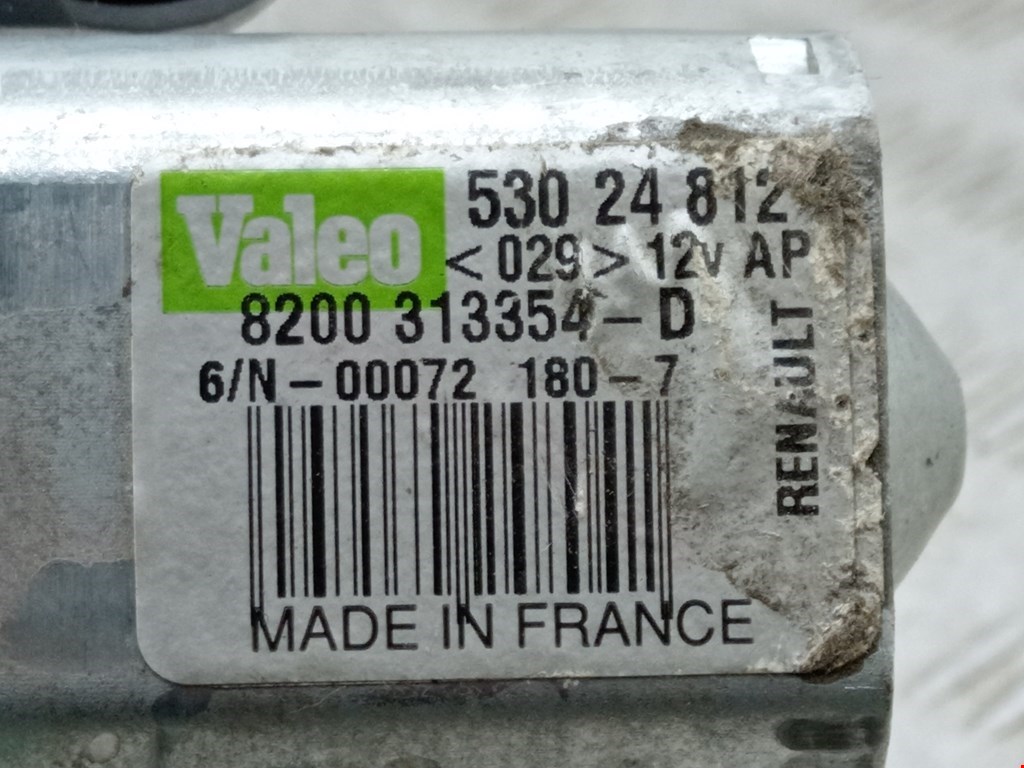 Valeo
530 24 812
<029> 12v AP
8200 313354-D
6/N-00072 180-7
RENAULT
MADE IN FRANCE